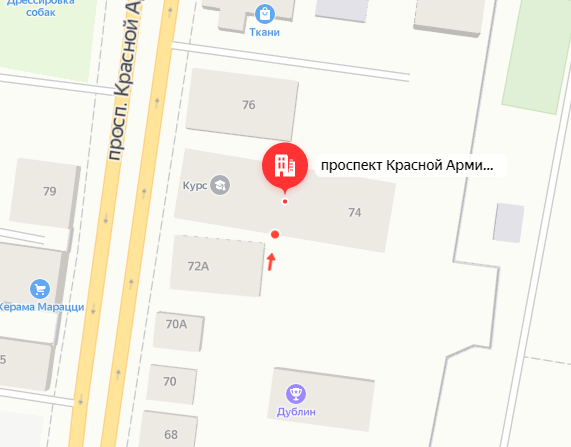 Дрессировка
собак
Ткани
просп. Красной А
76
проспект Красной Арми...
Курс
79
74
72А
Керама Марацци
70А
5
70
Дублин
68